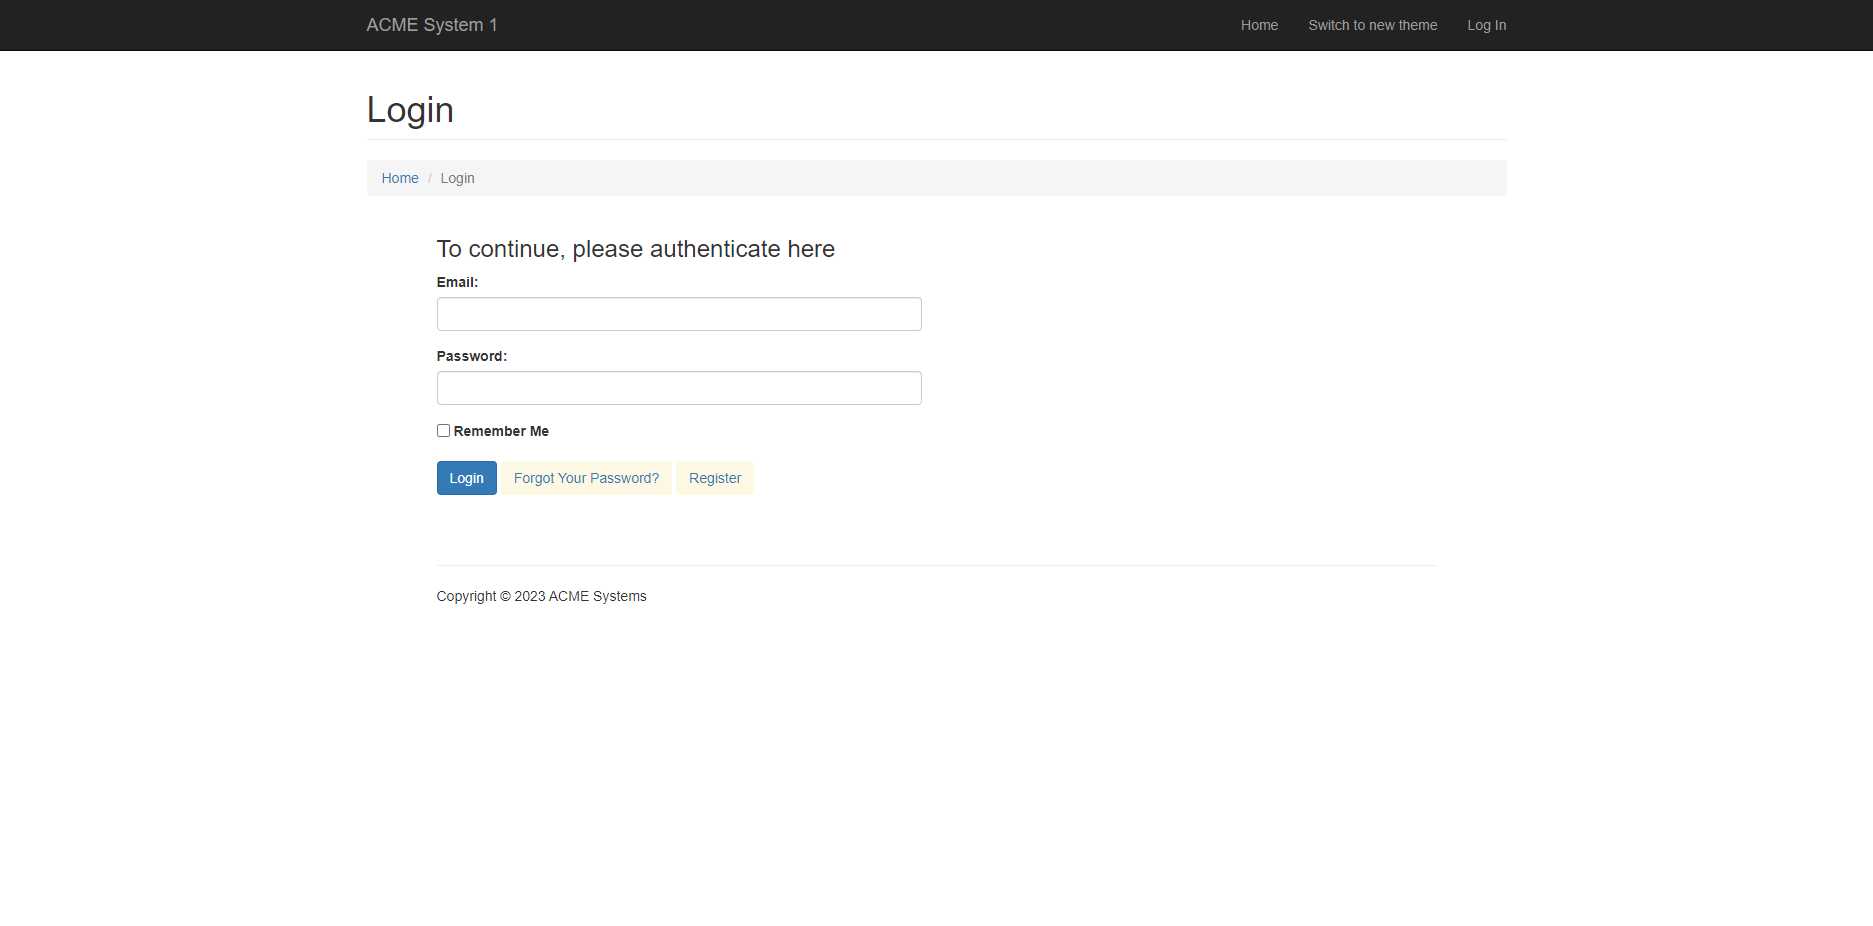 ACME System 1 Home Switch to new theme Log In
Login
Home / Login
To continue, please authenticate here
Email:
Password:
Remember Me
Login Forgot Your Password? Register
Copyright © 2023 ACME Systems